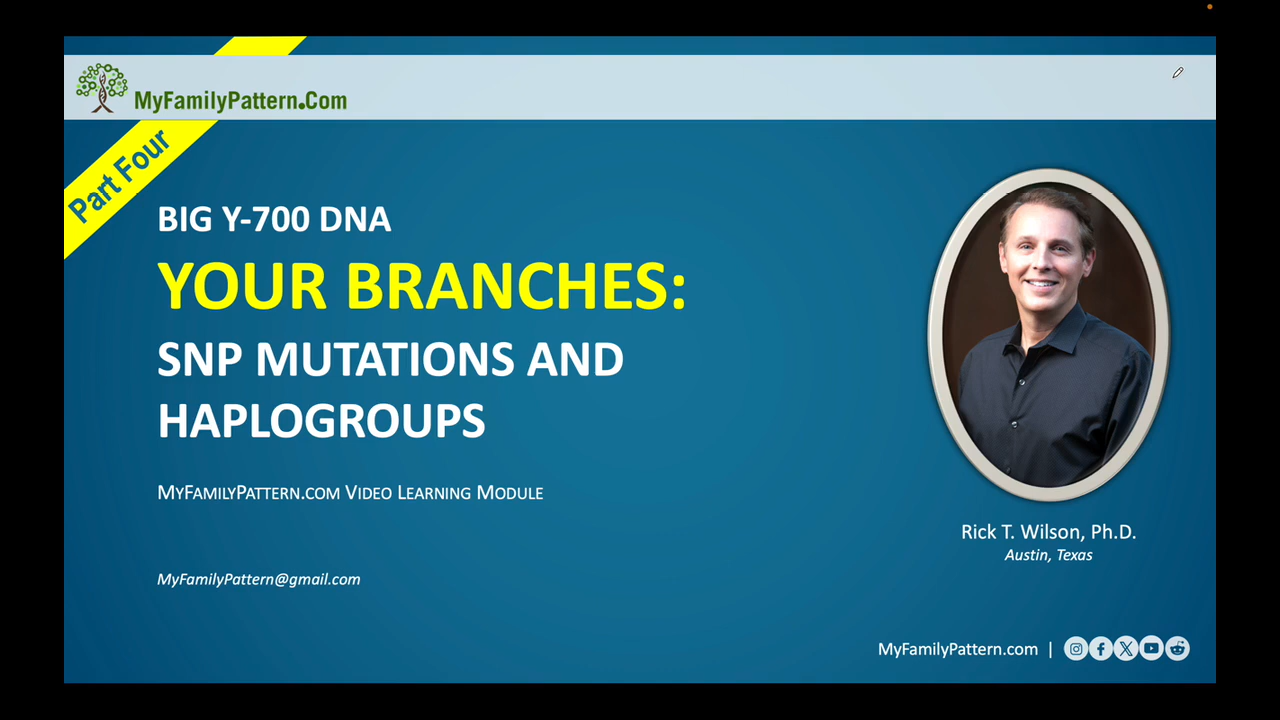 MyFamilyPattern.Com
Part Four
BIG Y-700 DNA
YOUR BRANCHES:
SNP MUTATIONS AND
HAPLOGROUPS
MYFAMILYPATTERN.COM VIDEO LEARNING MODULE
Rick T. Wilson, Ph.D.
Austin, Texas
MyFamilyPattern@gmail.com
MyFamilyPattern.com |